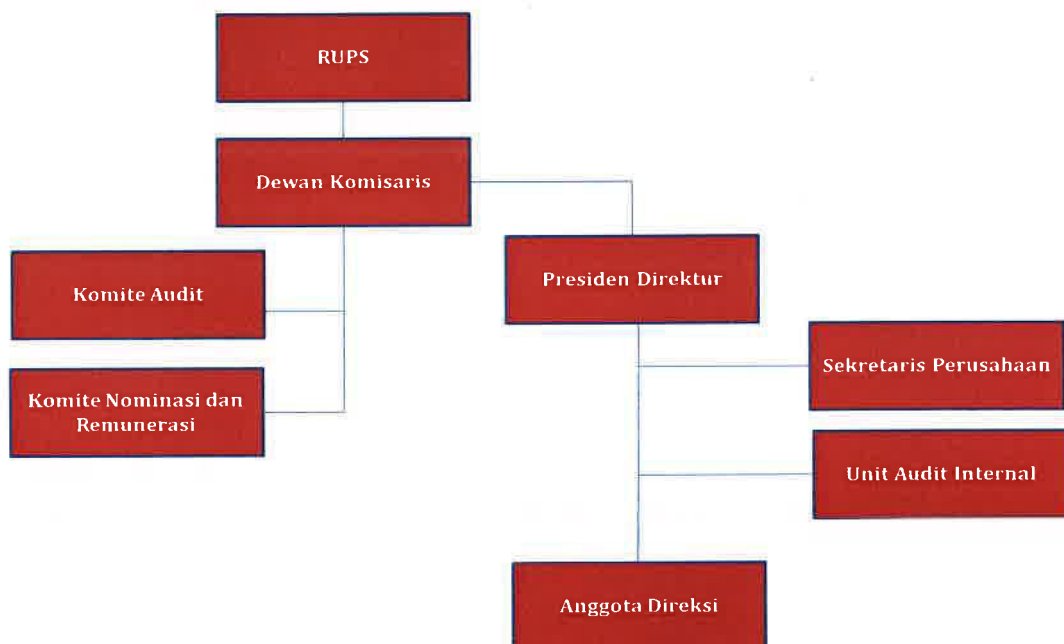 RUPS
Dewan Komisaris
Presiden Direktur
Komite Audit
Sekretaris Perusahaan
Komite Nominasi dan
Remunerasi
Unit Audit Internal
Anggota Direksi